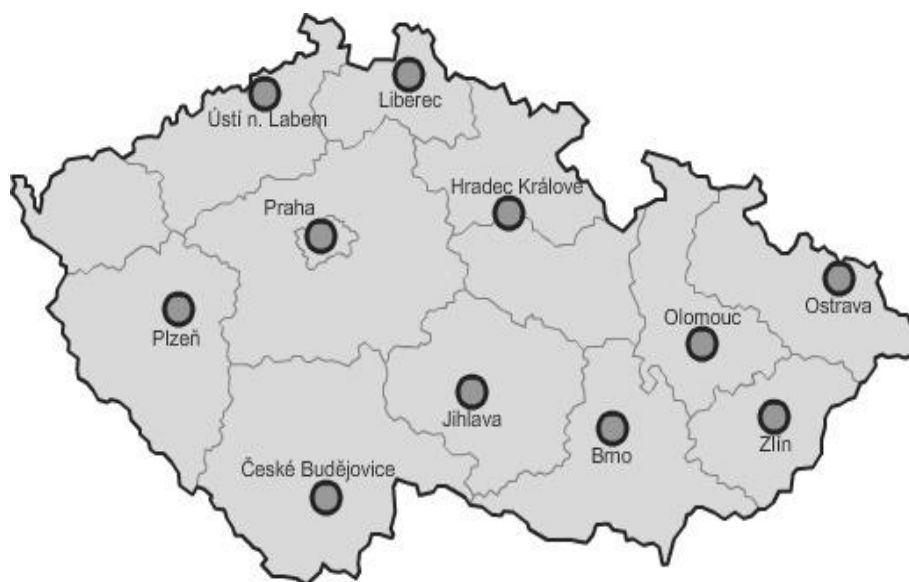 Liberec
Ústí n. Labem
Hradec Králové
Praha
Ostrava
Olomouc
Plzeň
Jihlava
Zlín
Brno
České Budějovice